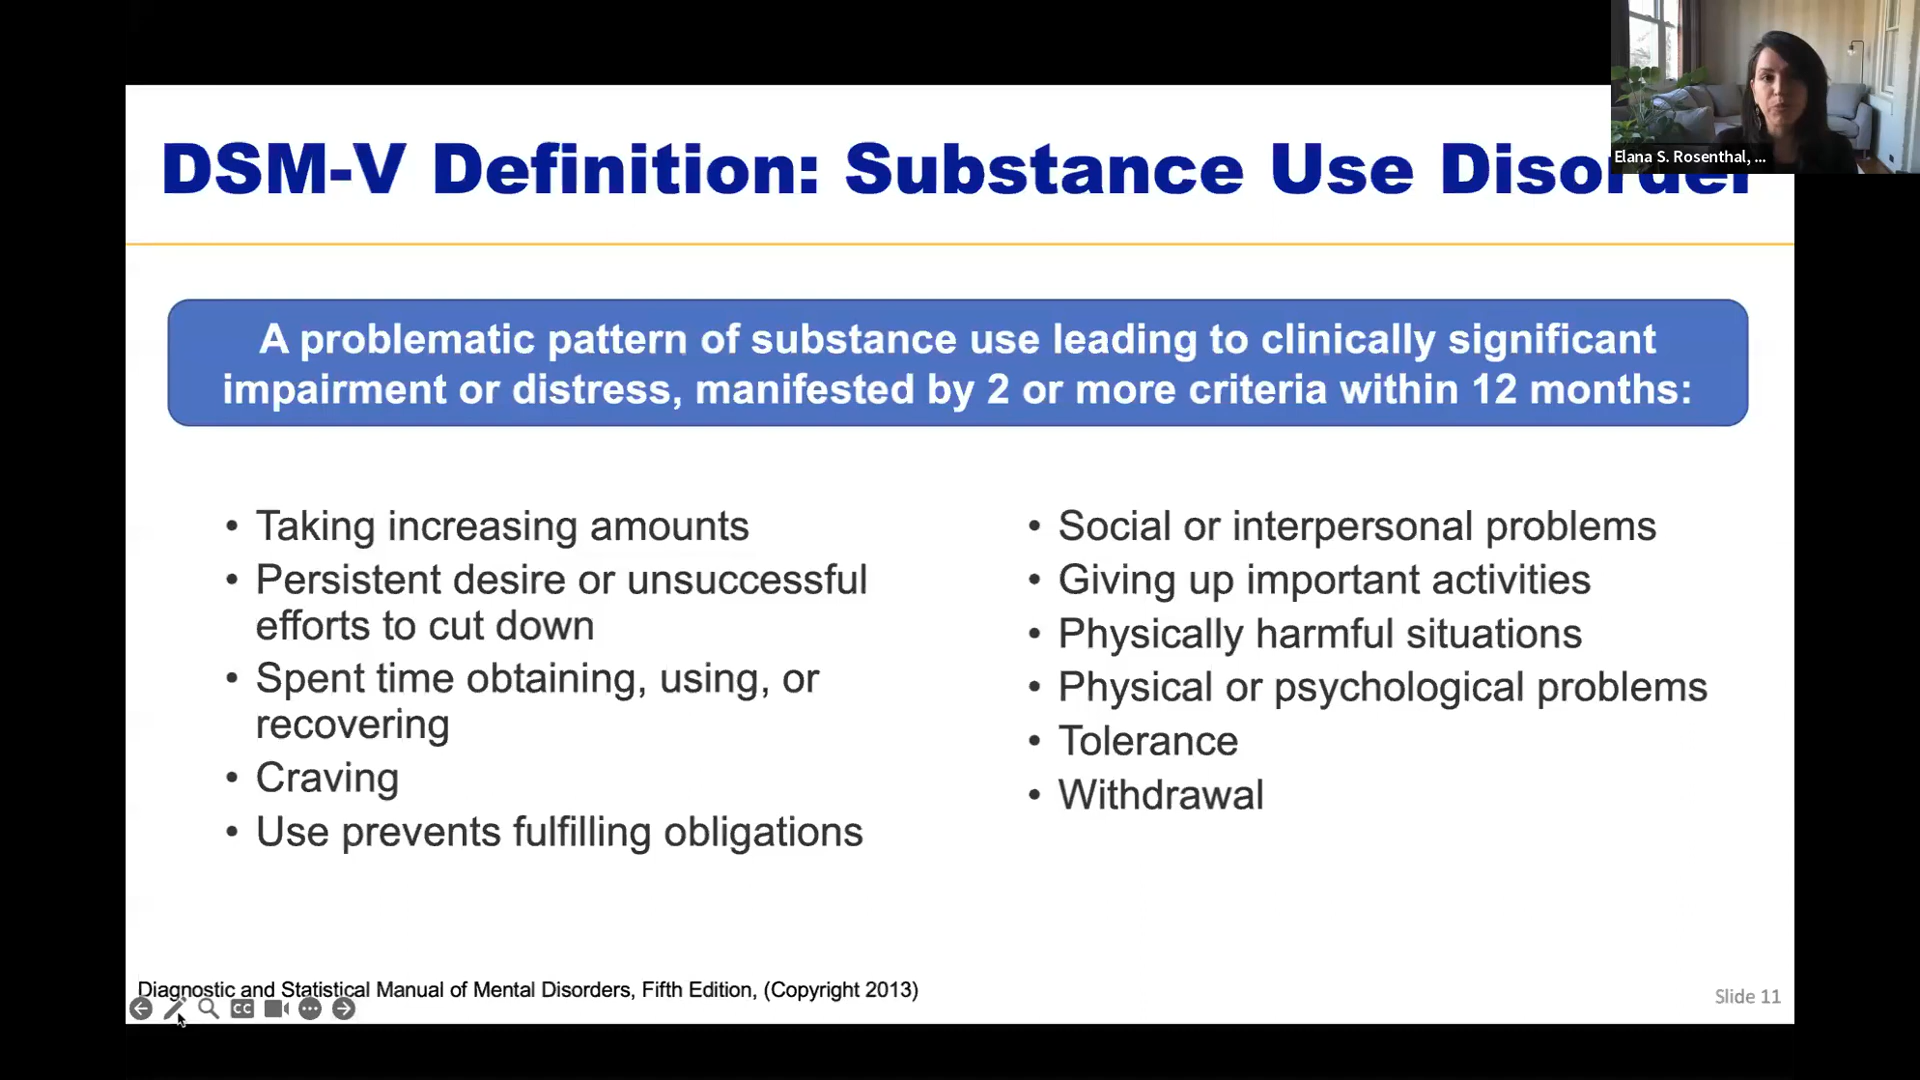 DSM-V Definition: Substance Use Disorder
Elana S. Rosenthal, ...
A problematic pattern of substance use leading to clinically significant
impairment or distress, manifested by 2 or more criteria within 12 months:
• Taking increasing amounts
• Persistent desire or unsuccessful
efforts to cut down
• Spent time obtaining, using, or
recovering
• Craving
• Use prevents fulfilling obligations
• Social or interpersonal problems
• Giving up important activities
• Physically harmful situations
• Physical or psychological problems
• Tolerance
• Withdrawal
Diagnostic and Statistical Manual of Mental Disorders, Fifth Edition, (Copyright 2013)
CC
Slide 11